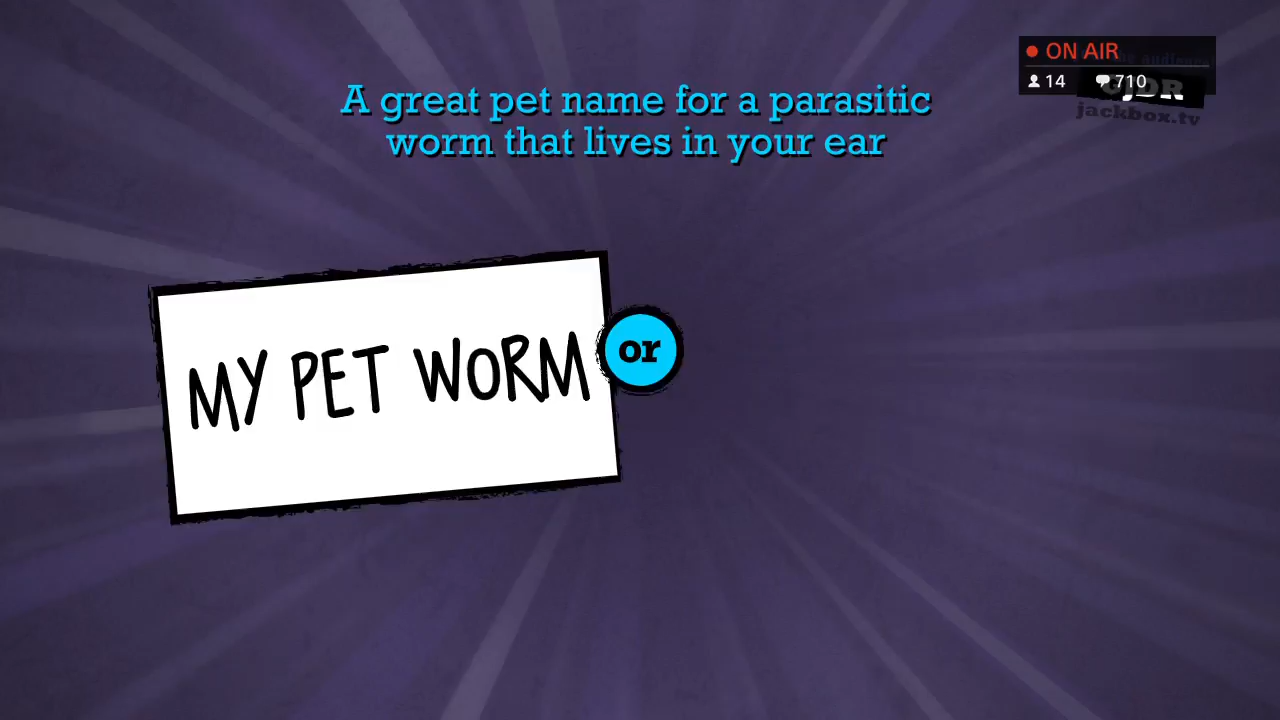 ON AIR
14 710
jackbox.tv
A great pet name for a parasitic
worm that lives in your ear
MY PET WORM
or